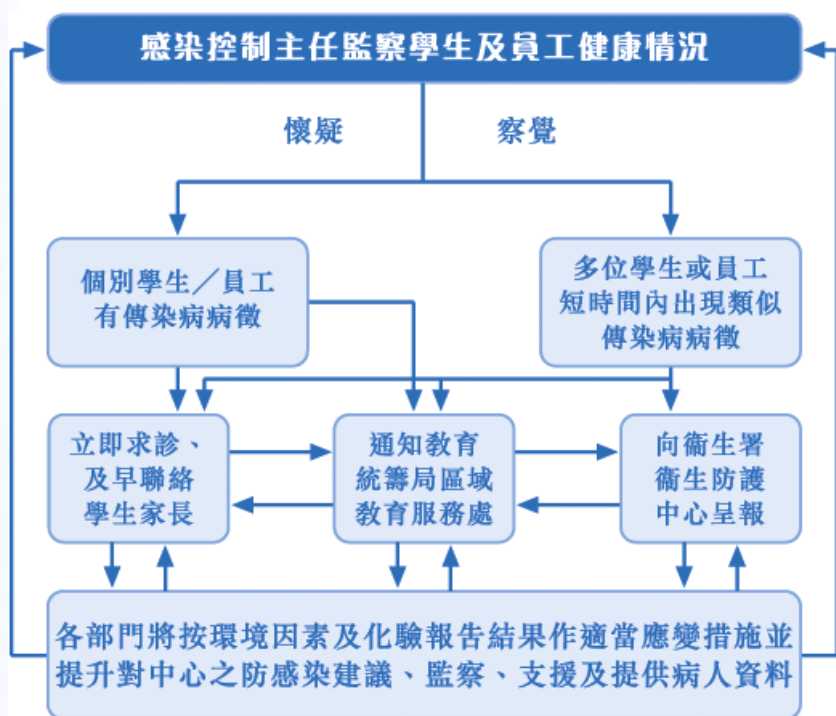 感染控制主任監察學生及員工健康情況
懷疑
察覺
個別學生／員工
有傳染病病徵
多位學生或員工
短時間內出現類似
傳染病病徵
立即求診、
及早聯絡
學生家長
通知教育
統籌局區域
教育服務處
向衞生署
衞生防護
中心呈報
各部門將按環境因素及化驗報告結果作適當應變措施並
提升對中心之防感染建議、監察、支援及提供病人資料